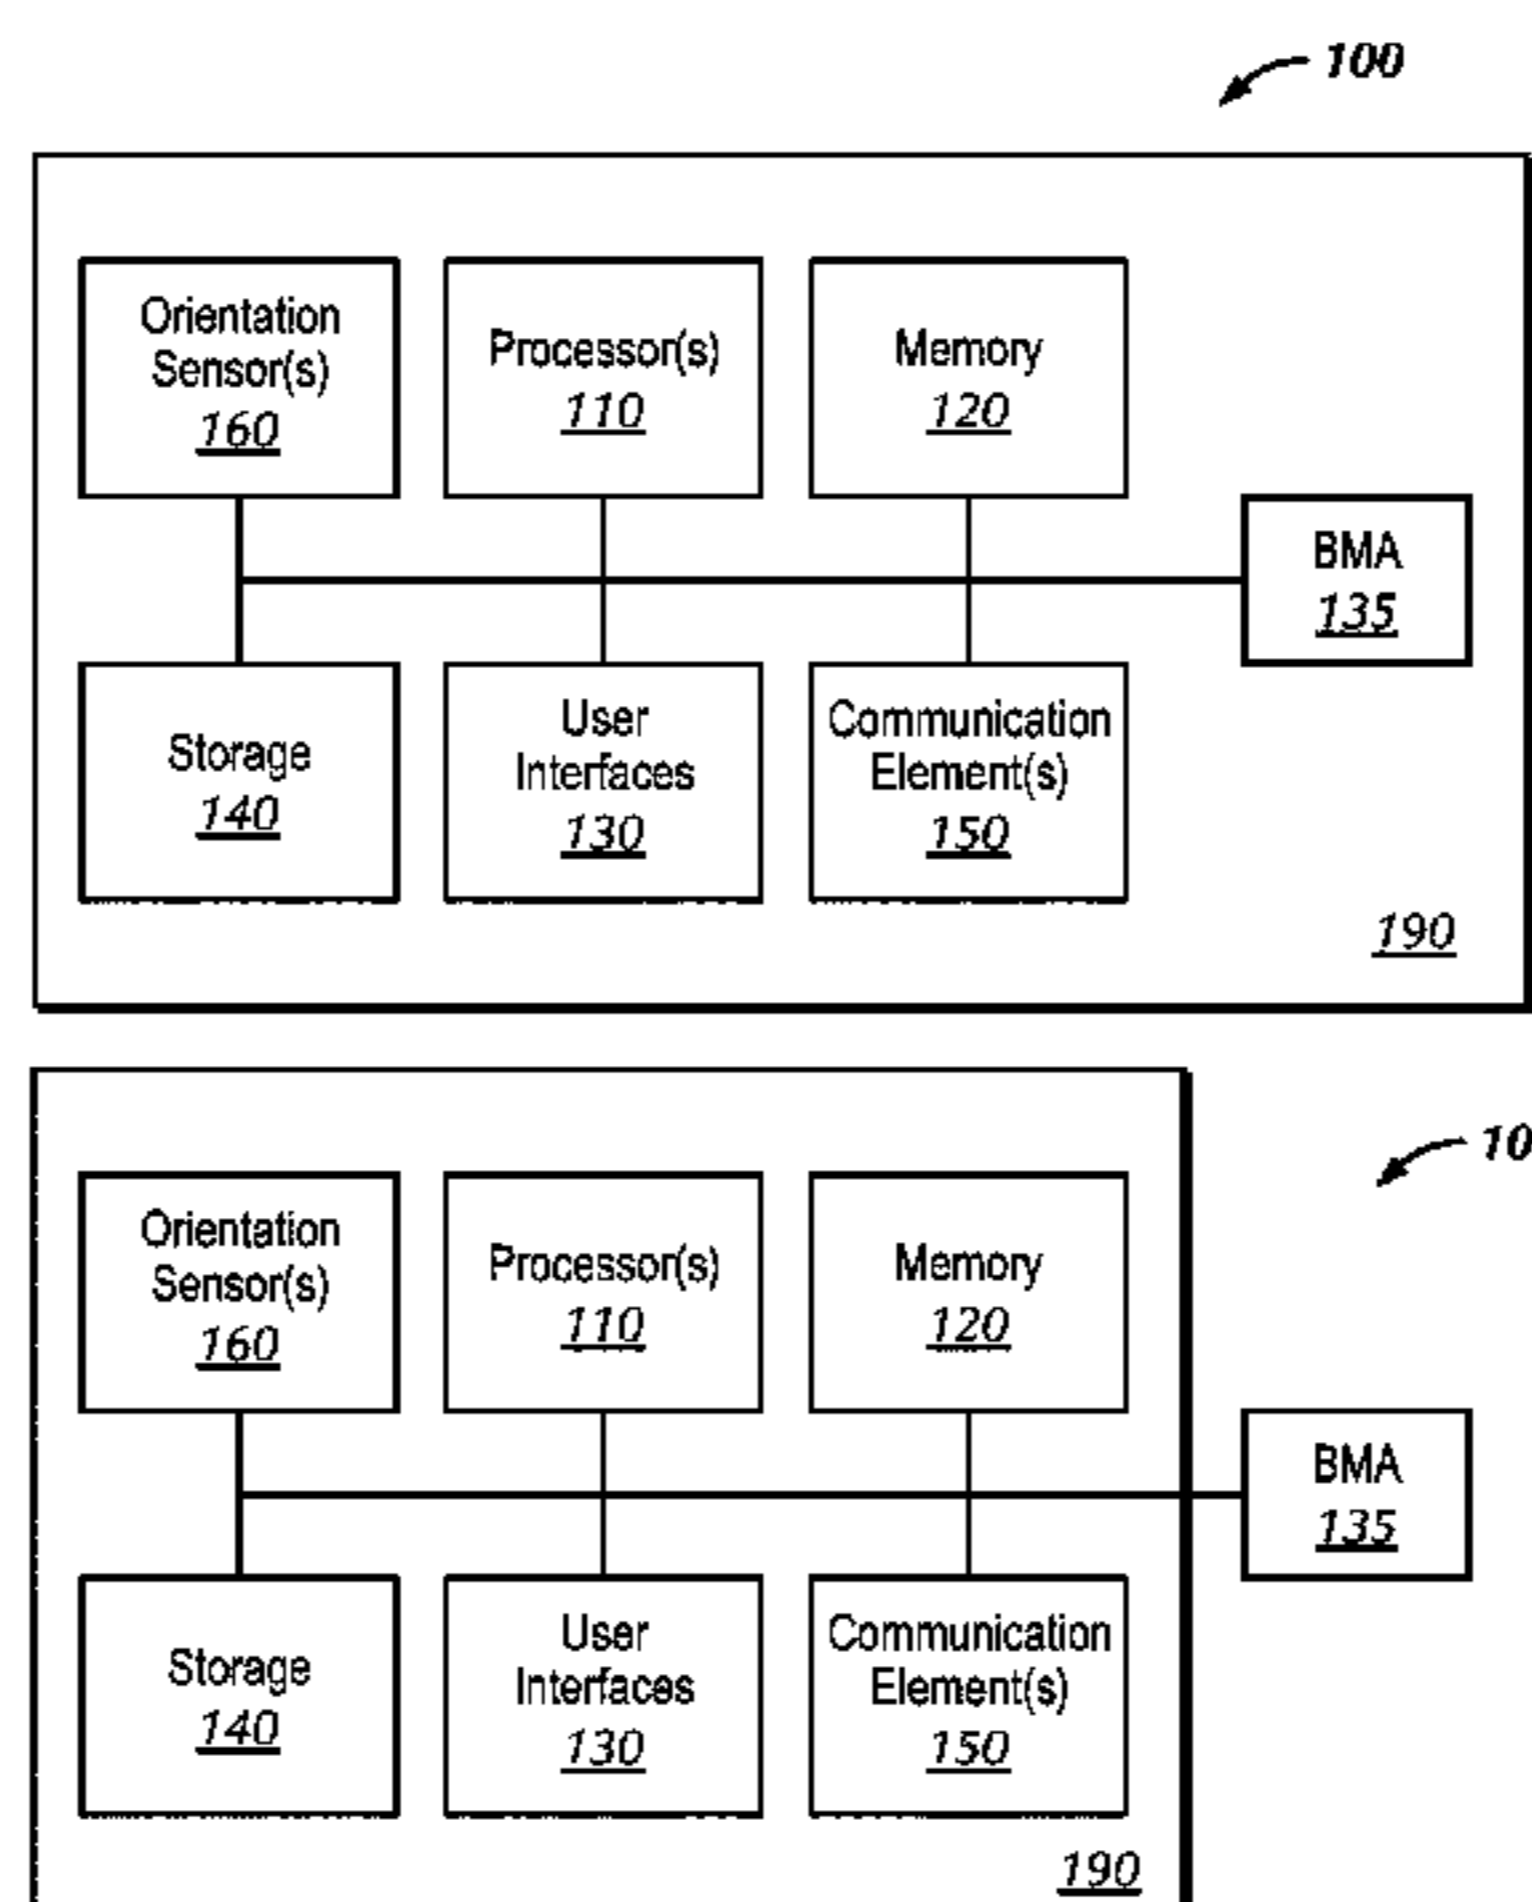 100
Orientation
Sensor(s)
160
Processor(s)
110
Memory
120
BMA
135
Storage
140
User
Interfaces
130
Communication
Element(s)
150
190
10
Orientation
Sensor(s)
160
Processor(s)
110
Memory
120
BMA
135
Storage
140
User
Interfaces
130
Communication
Element(s)
150
190